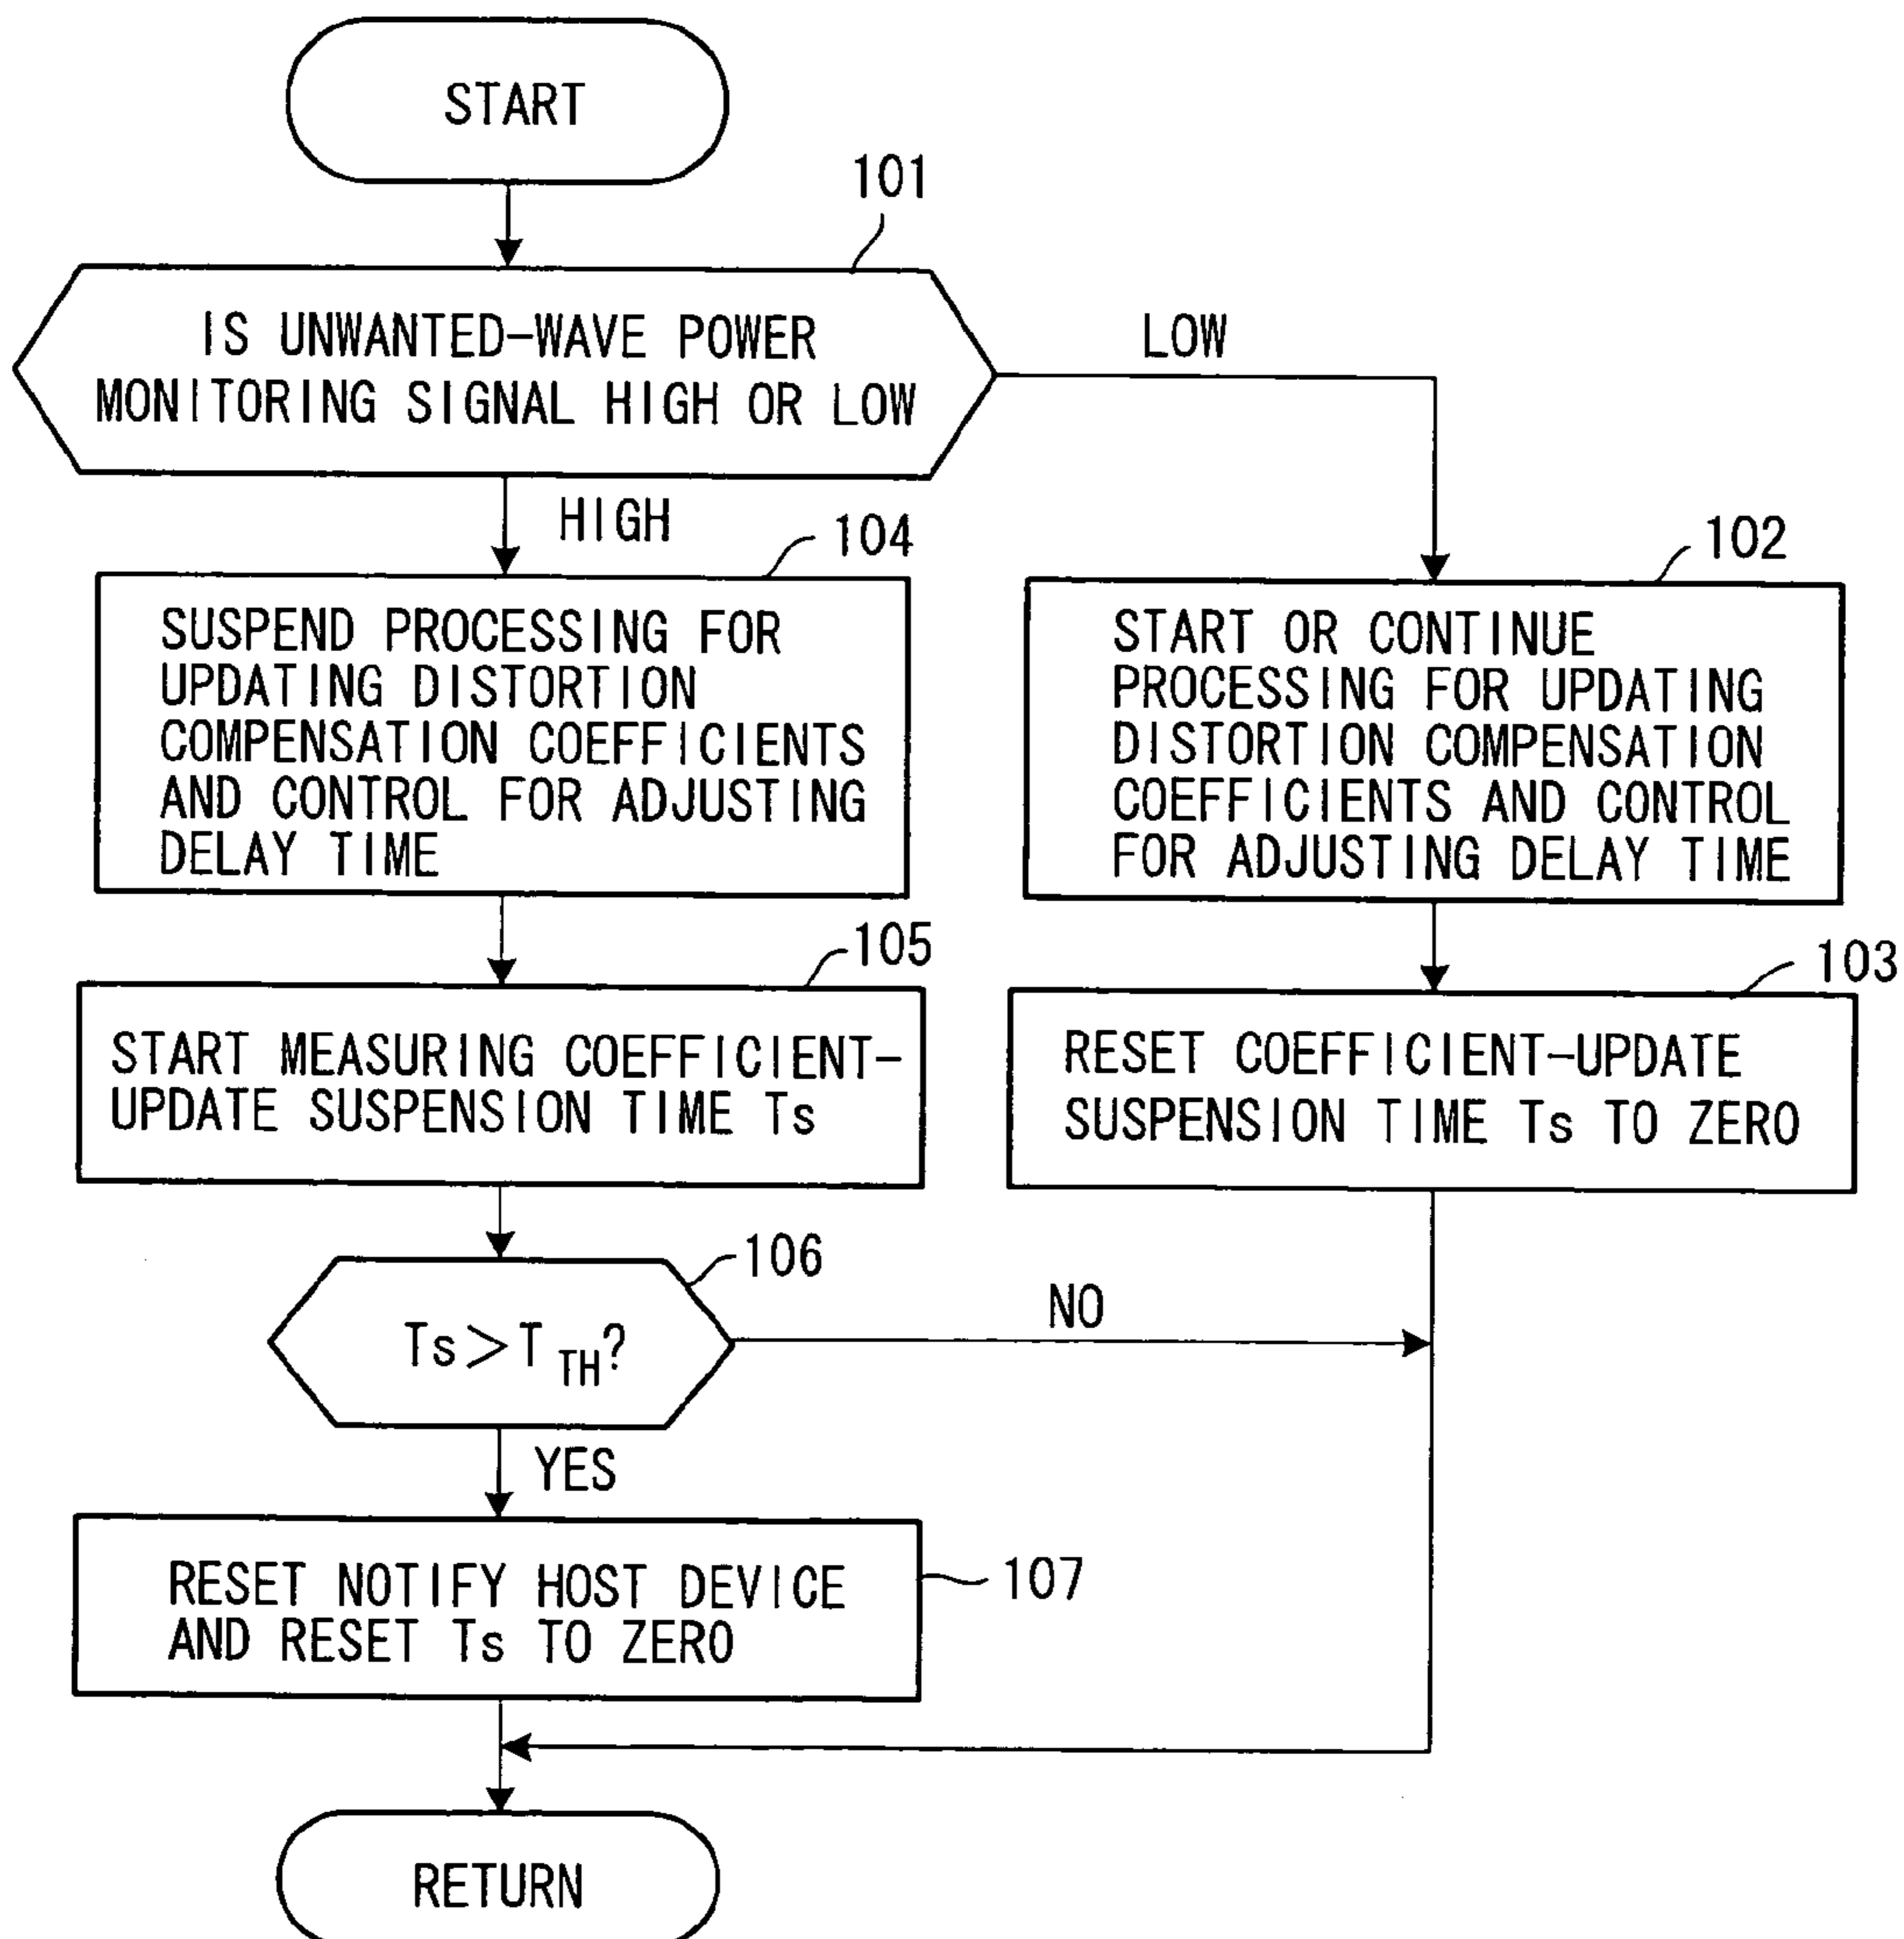 START
101
IS UNWANTED-WAVE POWER
MONITORING SIGNAL HIGH OR LOW
LOW
HIGH
104
SUSPEND PROCESSING FOR
UPDATING DISTORTION
COMPENSATION COEFFICIENTS
AND CONTROL FOR ADJUSTING
DELAY TIME
102
START OR CONTINUE
PROCESSING FOR UPDATING
DISTORTION COMPENSATION
COEFFICIENTS AND CONTROL
FOR ADJUSTING DELAY TIME
105
START MEASURING COEFFICIENT-
UPDATE SUSPENSION TIME Ts
103
RESET COEFFICIENT-UPDATE
SUSPENSION TIME Ts TO ZERO
106
Ts>T TH?
NO
YES
107
RESET NOTIFY HOST DEVICE
AND RESET Ts TO ZERO
RETURN